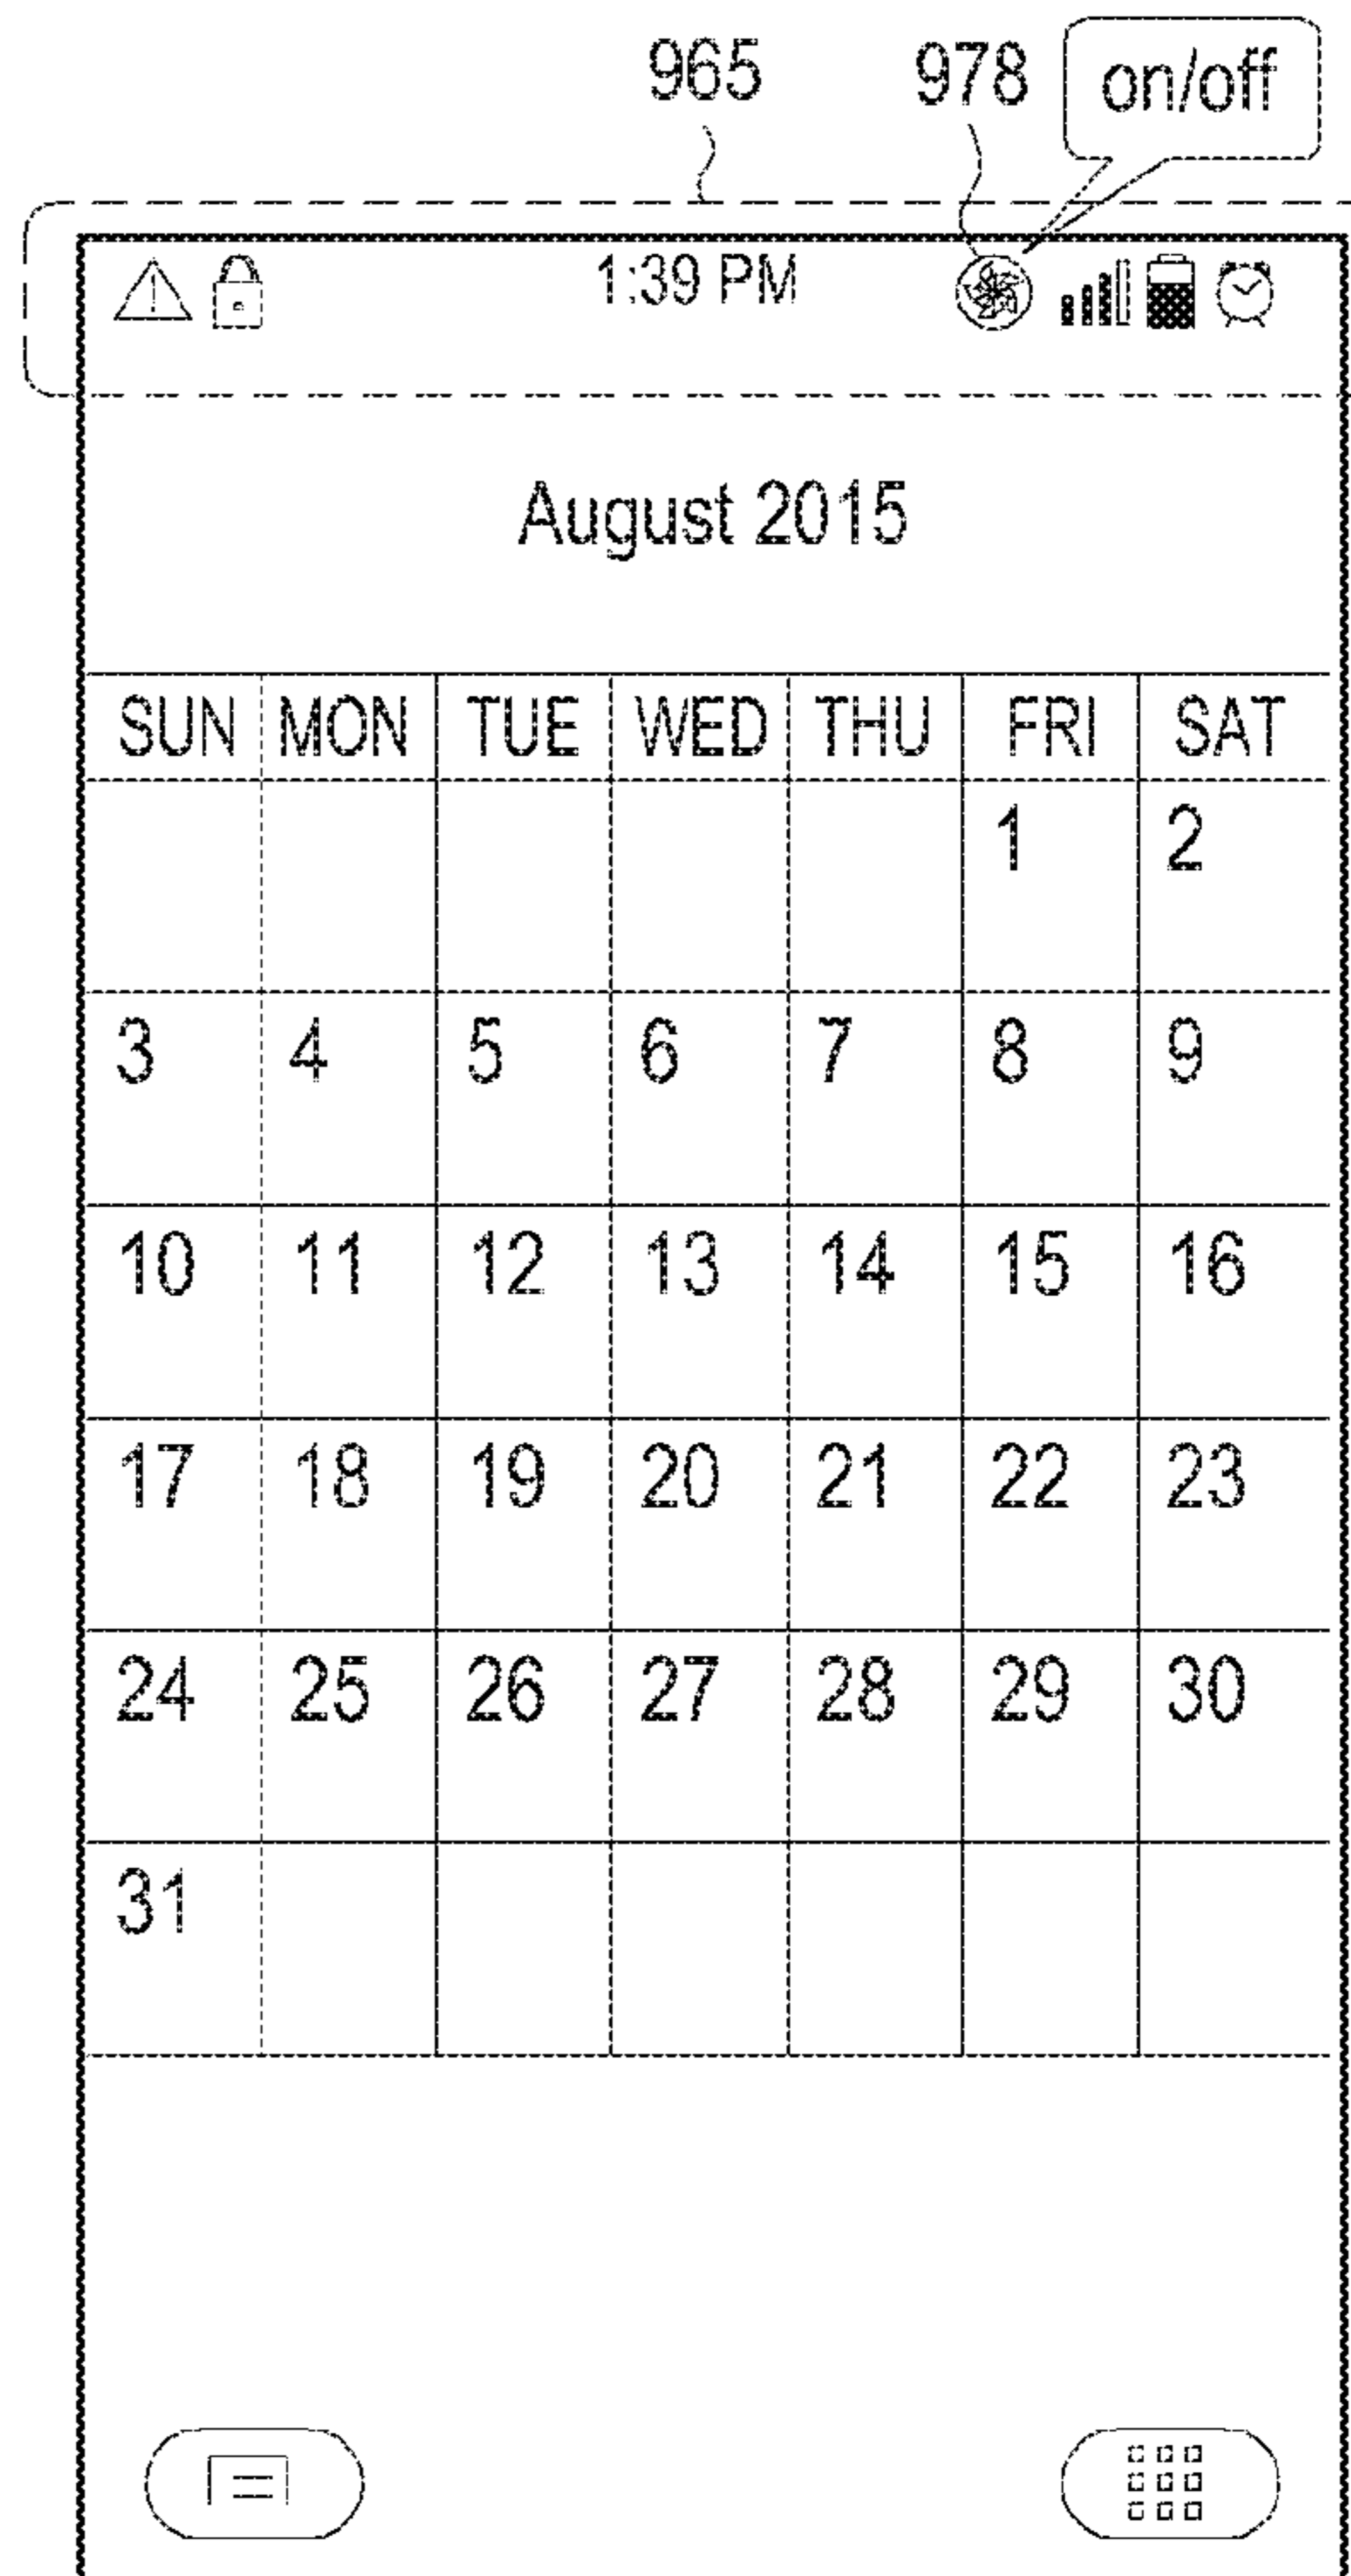 965 978 on/off
1:39 PM
August 2015
SUN MON TUE WED THU FRI SAT
1 2
3 4 5 6 7 8 9
10 11 12 13 14 15 16
17 18 19 20 21 22 23
24 25 26 27 28 29 30
31